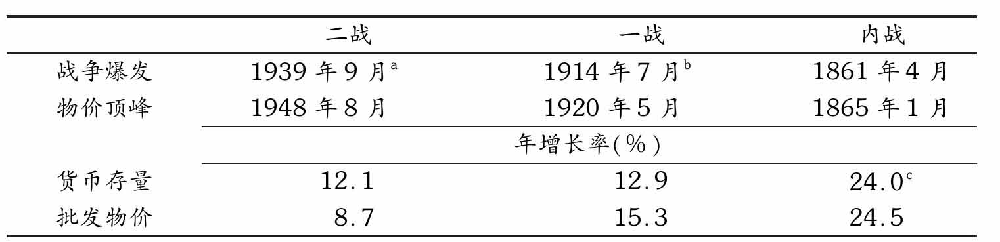 二战 一战 内战
战争爆发 1939 年 9 月a 1914 年 7 月b 1861 年 4 月
物价顶峰 1948 年 8 月 1920 年 5 月 1865 年 1 月
年增长率(%)
货币存量 12.1 12.9 24.0c
批发物价 8.7 15.3 24.5